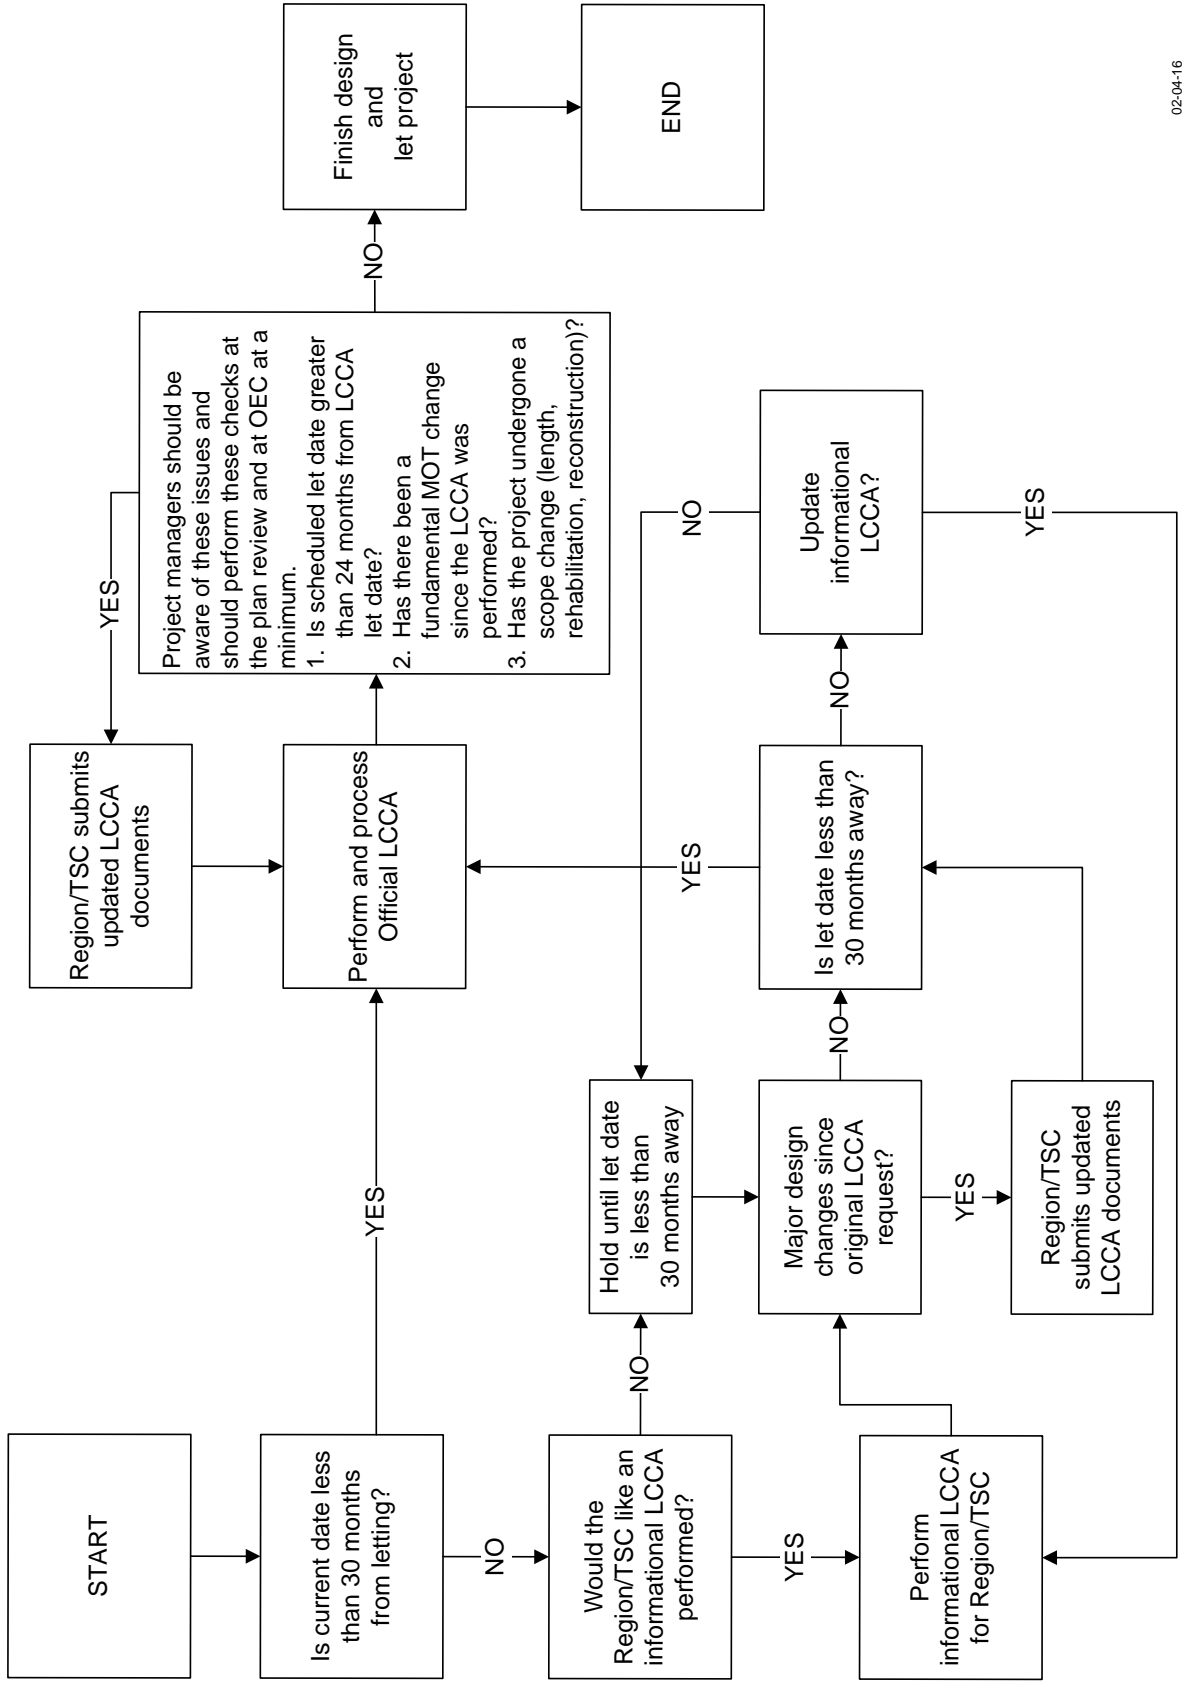 START
Is current date less
than 30 months
from letting?
YES
NO
Would the
Region/TSC like an
informational LCCA
performed?
NO
YES
Perform
informational LCCA
for Region/TSC
Hold until let date
is less than
30 months away
Major design
changes since
original LCCA
request?
NO
YES
Region/TSC
submits updated
LCCA documents
Is let date less than
30 months away?
YES
NO
Update
informational
LCCA?
NO
YES
Region/TSC submits
updated LCCA
documents
Perform and process
Official LCCA
YES
Project managers should be
aware of these issues and
should perform these checks at
the plan review and at OEC at a
minimum.
1. Is scheduled let date greater
than 24 months from LCCA
let date?
2. Has there been a
fundamental MOT change
since the LCCA was
performed?
3. Has the project undergone a
scope change (length,
rehabilitation, reconstruction)?
NO
Finish design
and
let project
END
02-04-16